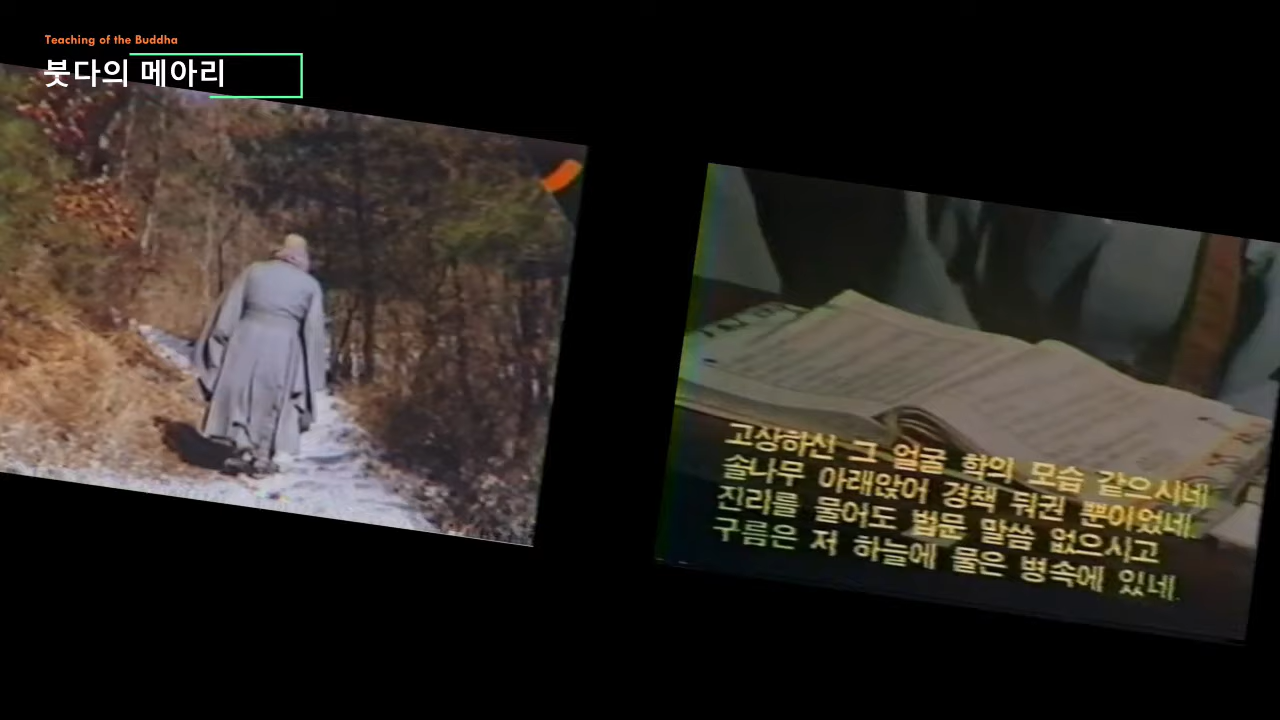 Teaching of the Buddha
붓다의 메아리
고상하신 그 얼굴 학의 모습 같으시네.
솔나무 아래앉어 경책 둬권 뿐이었네.
진리를 물어도 법문 말씀 없으시고
구름은 저 하늘에 물은 병속에 있네.